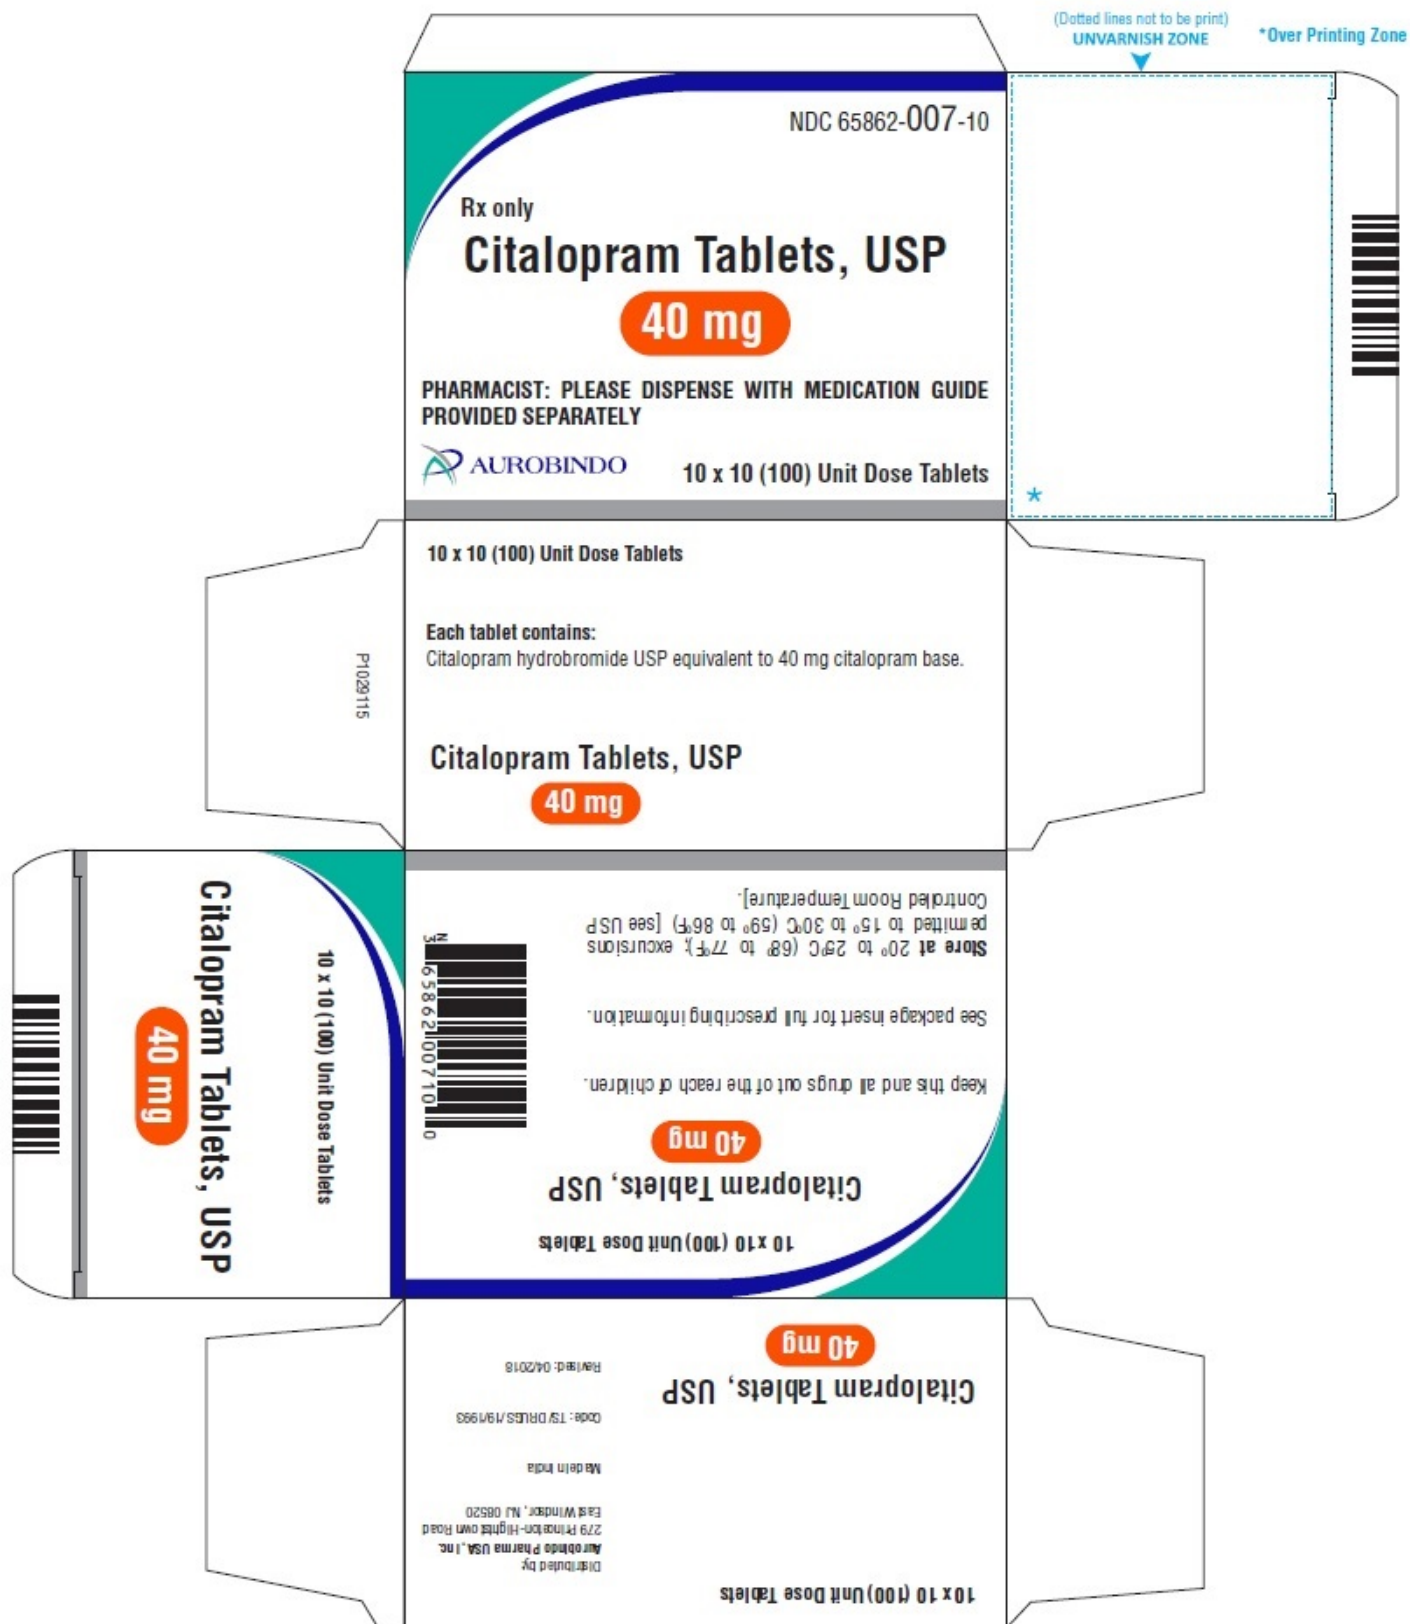 (Dotted lines not to be print)
UNVARNISH ZONE
*Over Printing Zone
NDC 65862-007-10
Rx only
Citalopram Tablets, USP
40 mg
PHARMACIST: PLEASE DISPENSE WITH MEDICATION GUIDE
PROVIDED SEPARATELY
AUROBINDO
10 x 10 (100) Unit Dose Tablets
*
10 x 10 (100) Unit Dose Tablets
Each tablet contains:
Citalopram hydrobromide USP equivalent to 40 mg citalopram base.
P1029115
Citalopram Tablets, USP
40 mg
10 x 10 (100) Unit Dose Tablets
Citalopram Tablets, USP
40 mg
10 x 10 (100) Unit Dose Tablets
Citalopram Tablets, USP
40 mg
Keep this and all drugs out of the reach of children.
See package insert for full prescribing information.
Store at 20° to 25°C (68° to 77°F); excursions
permitted to 15° to 30°C (59° to 86°F) [see USP
Controlled Room Temperature].
N
3 65862 00710 0
10 x 10 (100) Unit Dose Tablets
Distributed by:
Aurobindo Pharma USA, Inc.
279 Princeton-Hightstown Road
East Windsor, NJ 08520
Made in India
Code: TS/DRUGS/19/1993
Revised: 04/2018
Citalopram Tablets, USP
40 mg